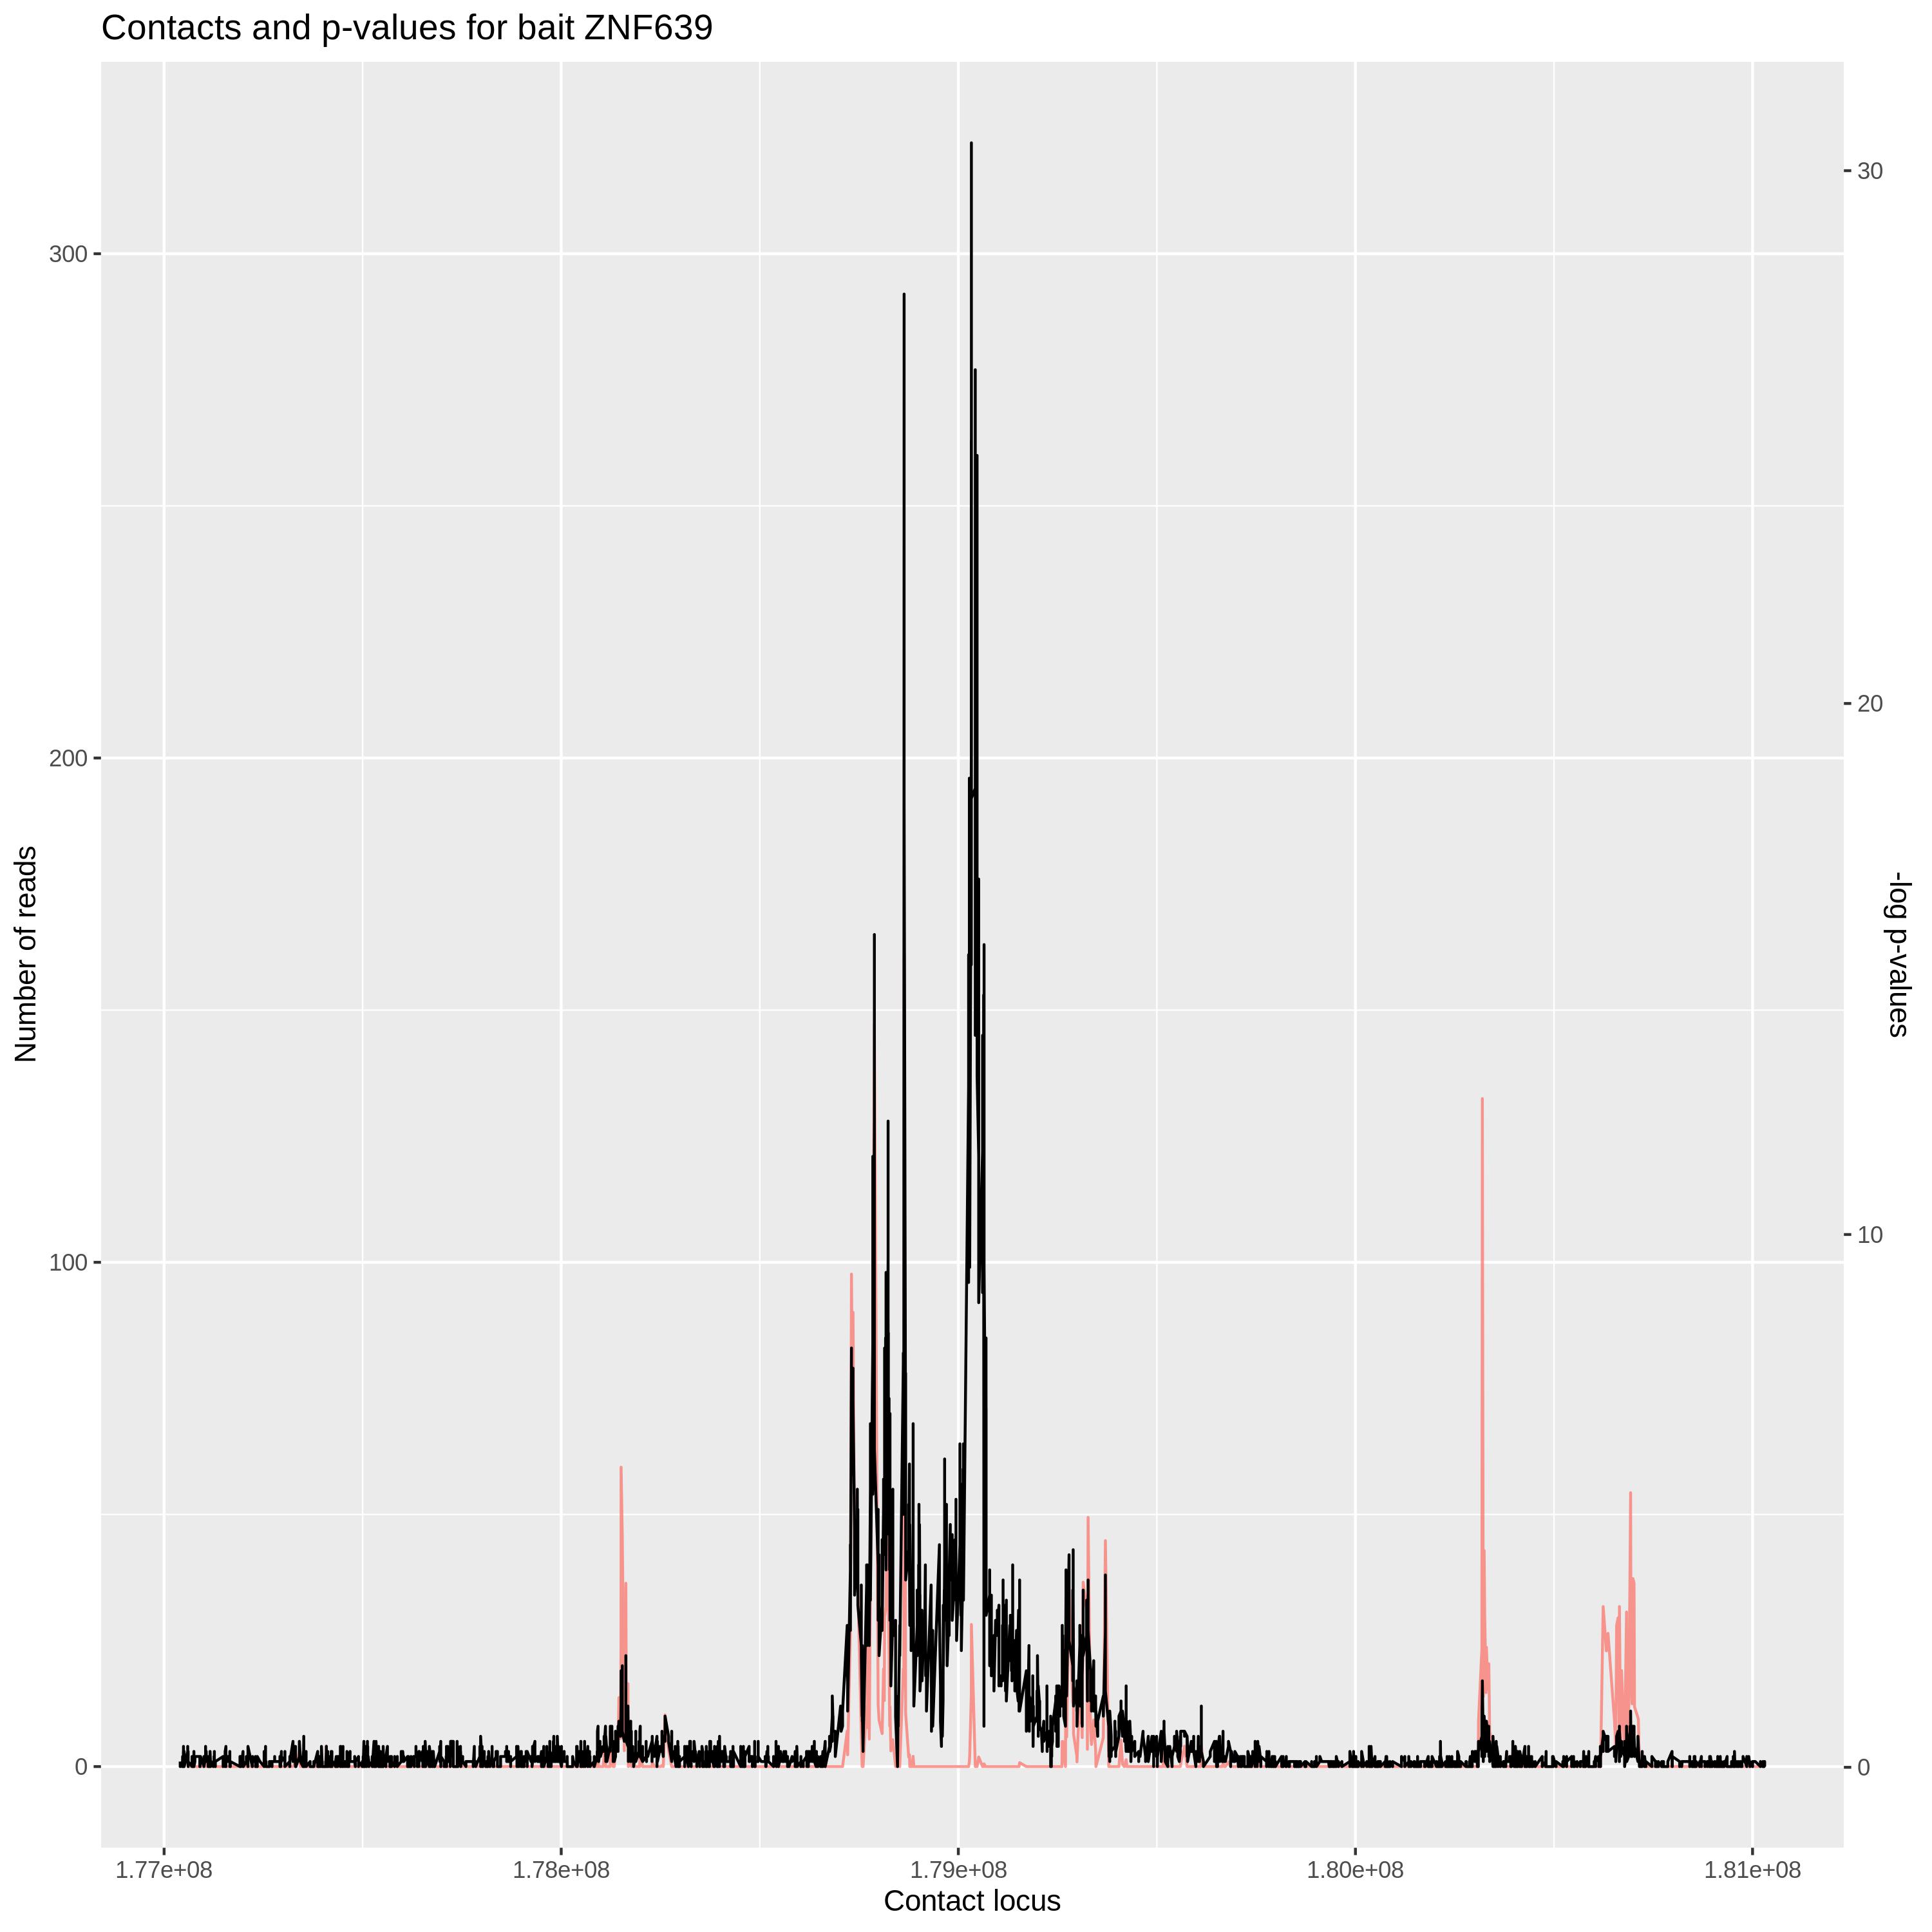 Contacts and p-values for bait ZNF639
Number of reads
300
200
100
0
30
20
10
0
-log p-values
1.77e+08
1.78e+08
1.79e+08
1.80e+08
1.81e+08
Contact locus